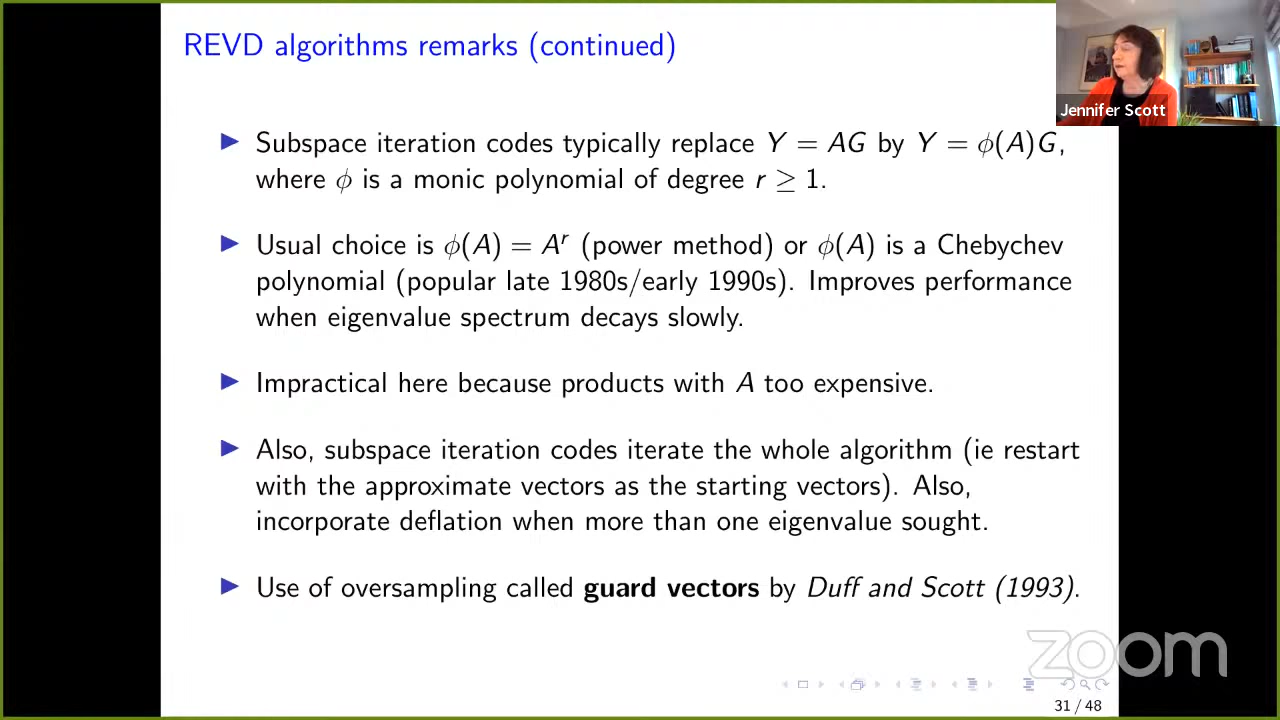 REVD algorithms remarks (continued)
Jennifer Scott
▶ Subspace iteration codes typically replace Y = AG by Y = ϕ(A)G,
where ϕ is a monic polynomial of degree r ≥ 1.
▶ Usual choice is ϕ(A) = Aʳ (power method) or ϕ(A) is a Chebychev
polynomial (popular late 1980s/early 1990s). Improves performance
when eigenvalue spectrum decays slowly.
▶ Impractical here because products with A too expensive.
▶ Also, subspace iteration codes iterate the whole algorithm (ie restart
with the approximate vectors as the starting vectors). Also,
incorporate deflation when more than one eigenvalue sought.
▶ Use of oversampling called guard vectors by Duff and Scott (1993).
zoom
31 / 48